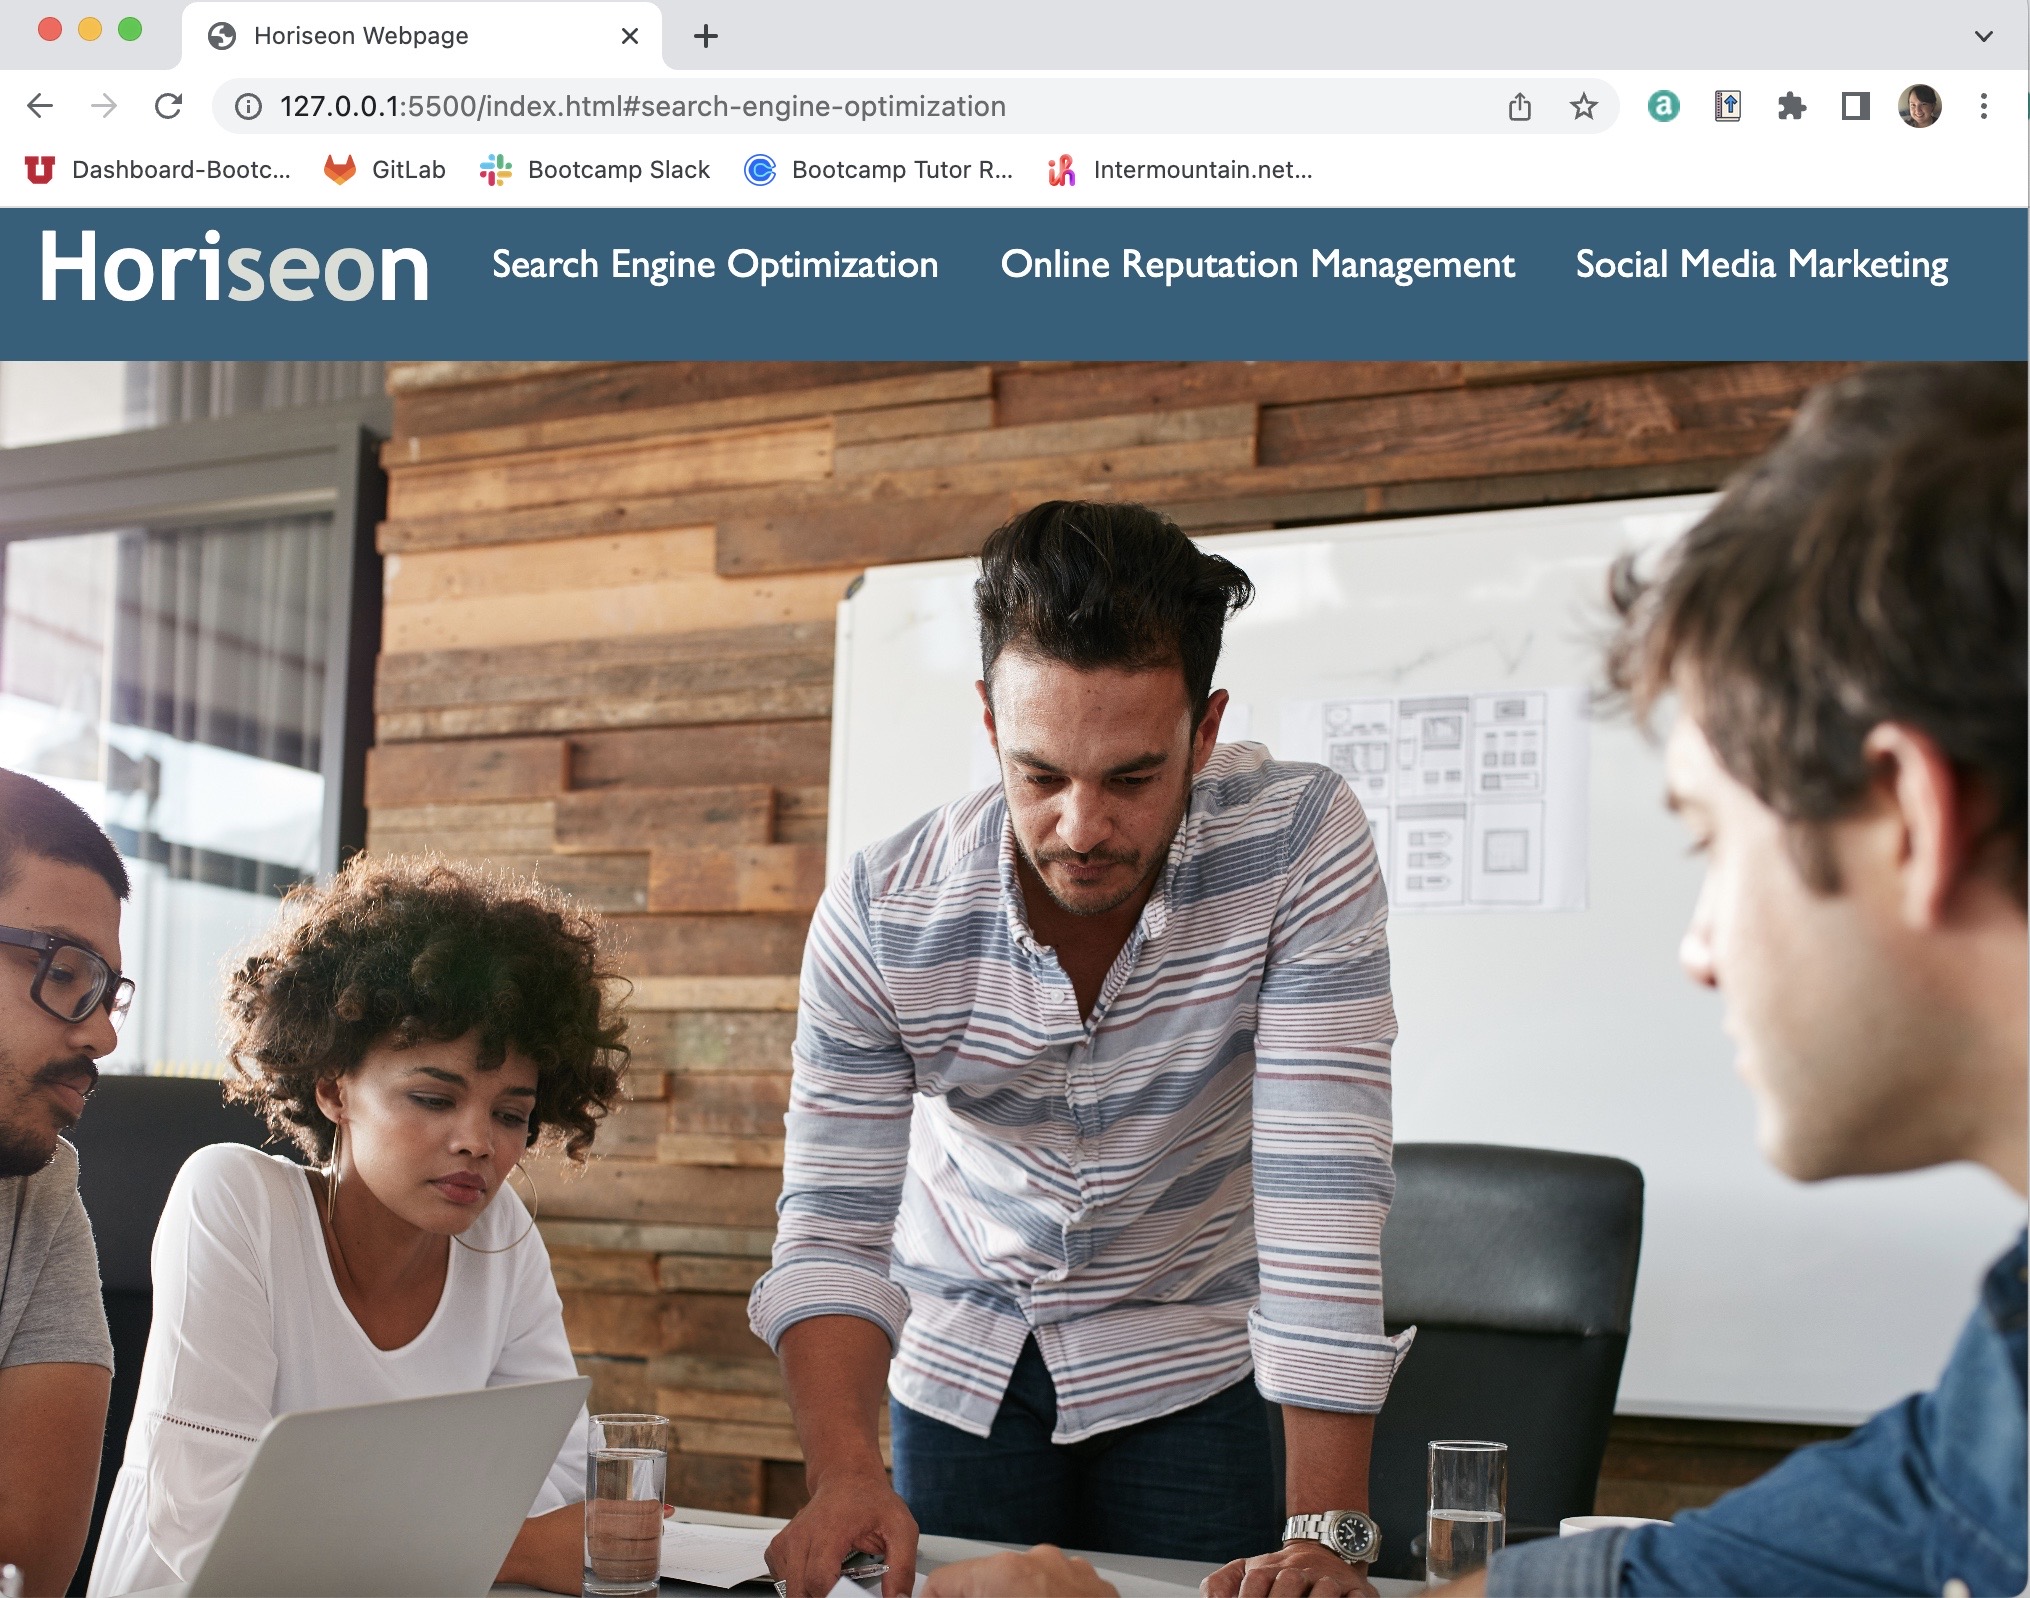 Horiseon Webpage
127.0.0.1:5500/index.html#search-engine-optimization
Dashboard-Bootc... GitLab Bootcamp Slack Bootcamp Tutor R... Intermountain.net...
Horiseon Search Engine Optimization Online Reputation Management Social Media Marketing